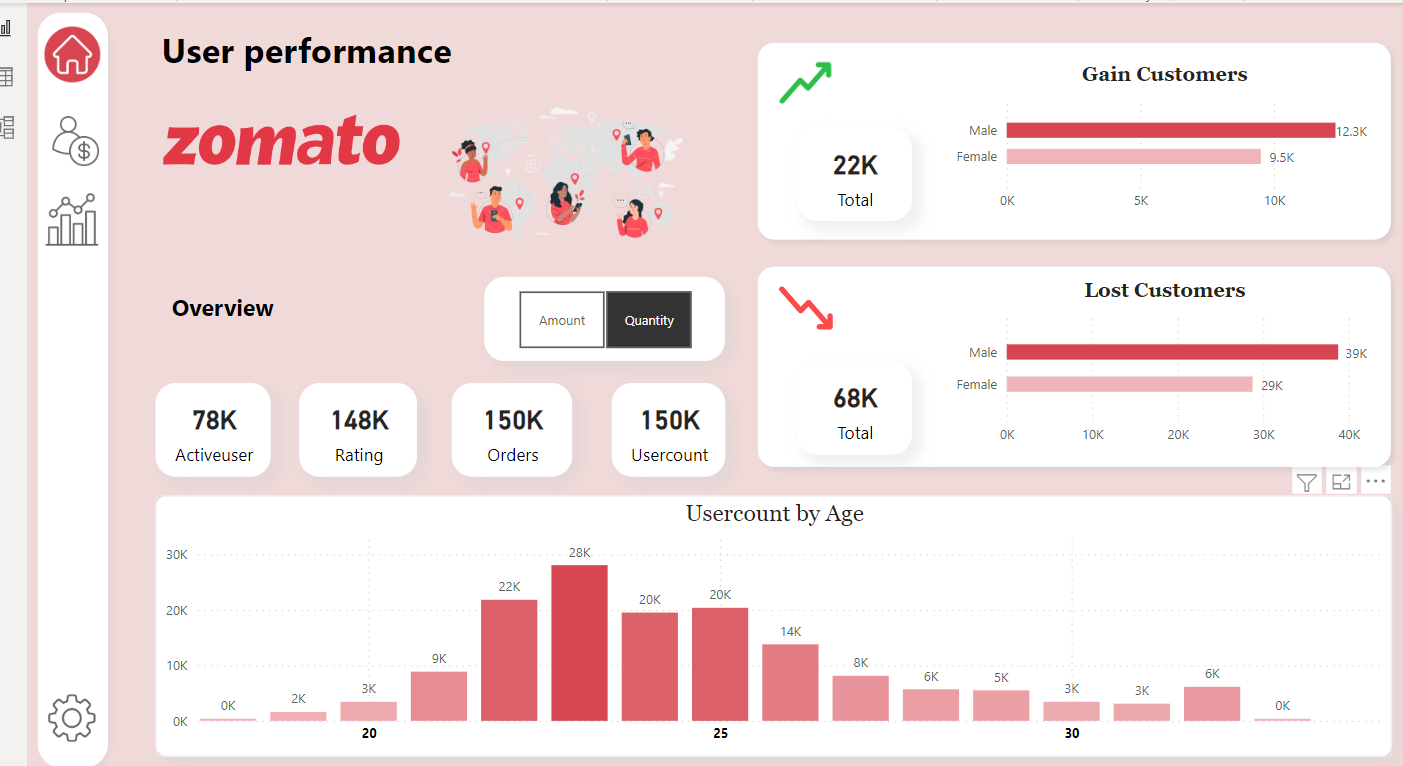 User performance
zomato
Overview
Amount
Quantity
78K
Activeuser
148K
Rating
150K
Orders
150K
Usercount
Gain Customers
22K
Total
Male
12.3K
Female
9.5K
0K
5K
10K
Lost Customers
68K
Total
Male
39K
Female
29K
0K
10K
20K
30K
40K
Usercount by Age
30K
20K
10K
0K
0K
2K
3K
9K
22K
28K
20K
20K
14K
8K
6K
5K
3K
3K
6K
0K
20
25
30